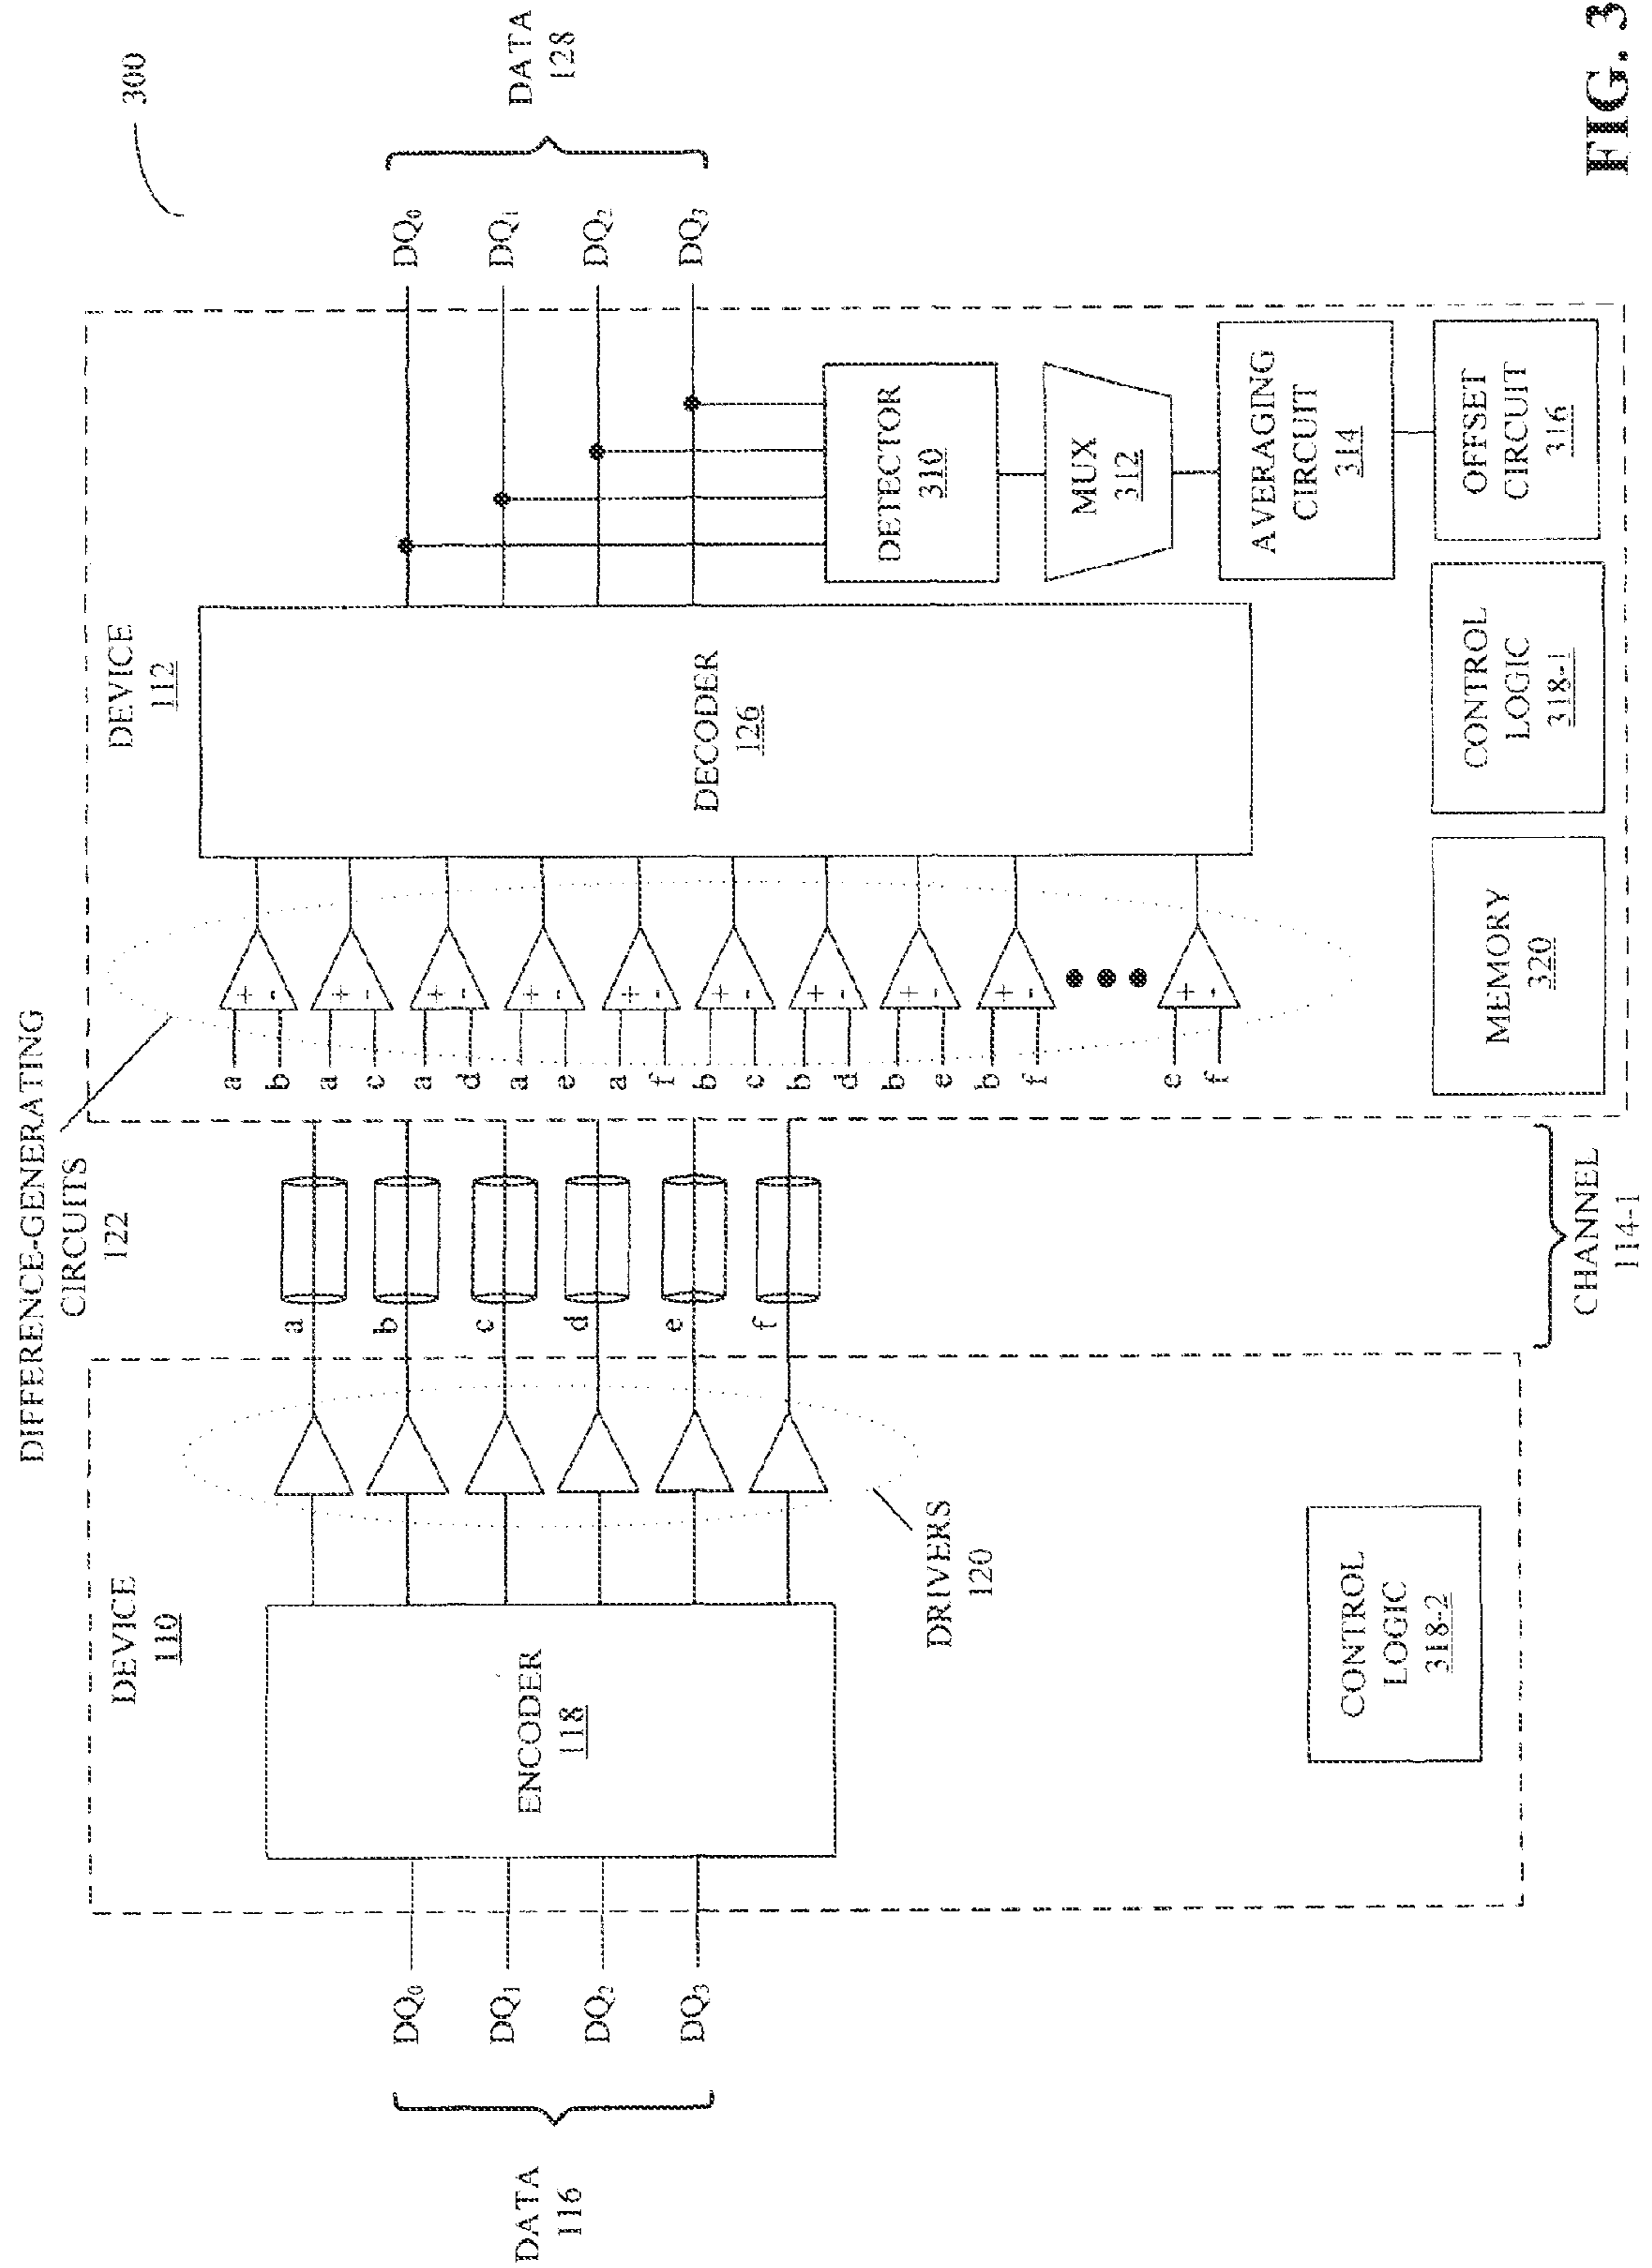 300
DIFFERENCE-GENERATING
CIRCUITS
122
DEVICE
110
DEVICE
112
DATA
116
DQ0
DQ1
DQ2
DQ3
ENCODER
118
DRIVERS
120
a
b
c
d
e
f
a
b
a
c
a
d
a
e
a
f
b
c
b
d
b
e
b
f
e
f
+
-
+
-
+
-
+
-
+
-
+
-
+
-
+
-
+
-
+
-
DECODER
126
DQ0
DQ1
DQ2
DQ3
DATA
128
DETECTOR
310
MUX
312
AVERAGING
CIRCUIT
314
OFFSET
CIRCUIT
316
CONTROL
LOGIC
318-2
CHANNEL
114-1
MEMORY
320
CONTROL
LOGIC
318-1
FIG. 3